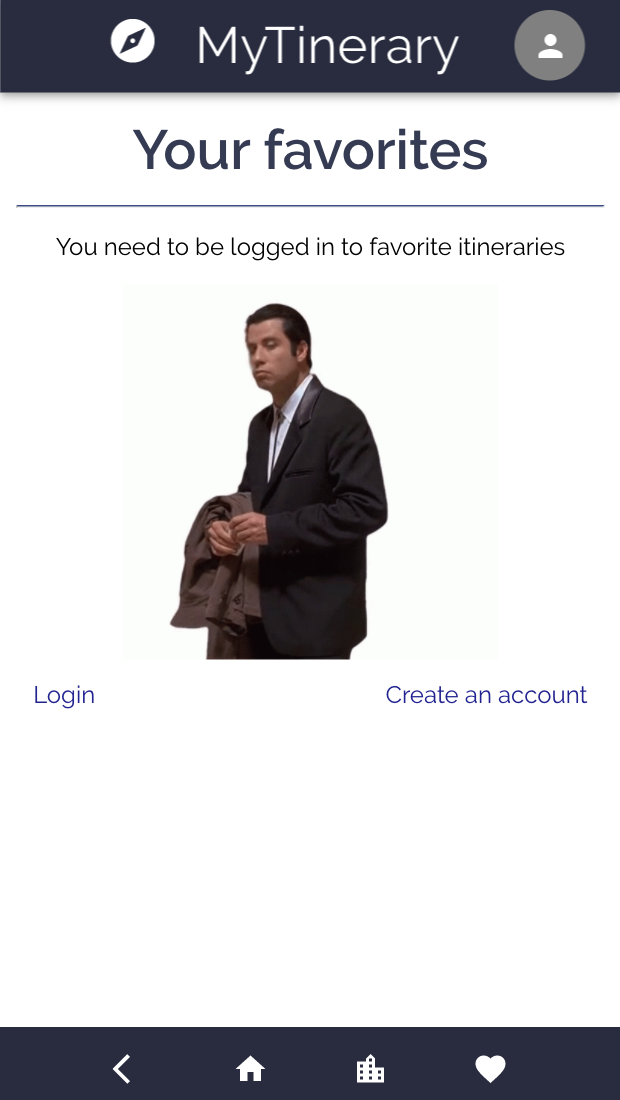 MyTinerary
Your favorites
You need to be logged in to favorite itineraries
Login
Create an account